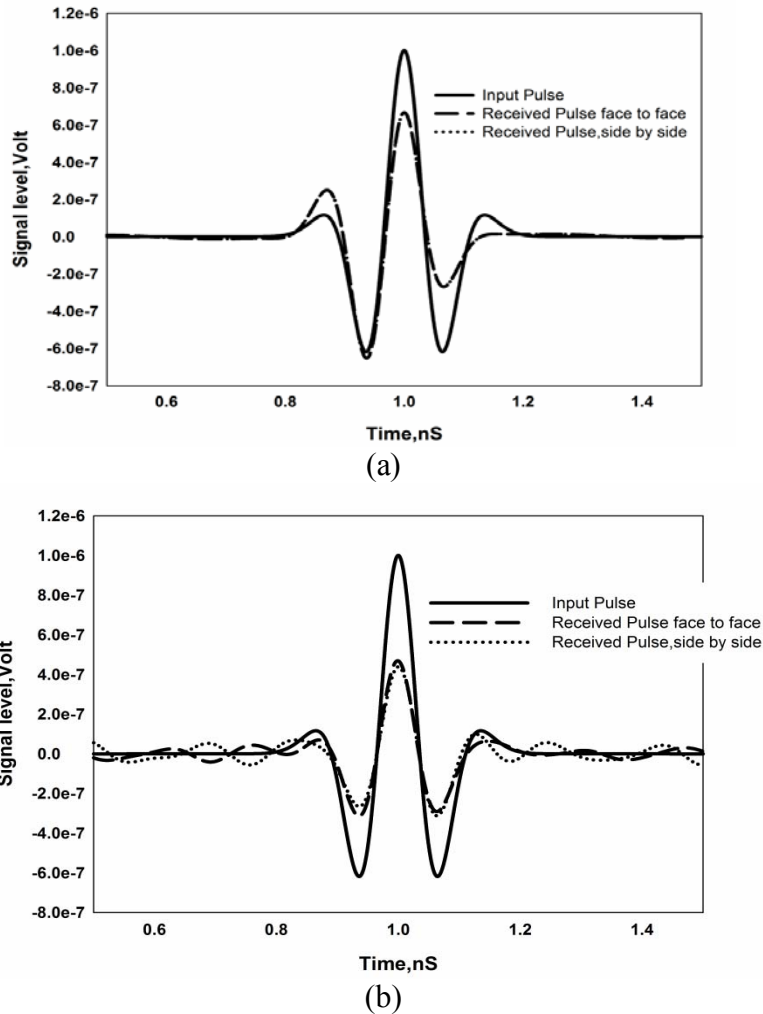 1.2e-6
1.0e-6
8.0e-7
6.0e-7
4.0e-7
2.0e-7
0.0
-2.0e-7
-4.0e-7
-6.0e-7
-8.0e-7
Signal level,Volt
Input Pulse
Received Pulse face to face
Received Pulse,side by side
0.6 0.8 1.0 1.2 1.4
Time,nS
(a)
1.2e-6
1.0e-6
8.0e-7
6.0e-7
4.0e-7
2.0e-7
0.0
-2.0e-7
-4.0e-7
-6.0e-7
-8.0e-7
Signal level,Volt
Input Pulse
Received Pulse face to face
Received Pulse,side by side
0.6 0.8 1.0 1.2 1.4
Time,nS
(b)